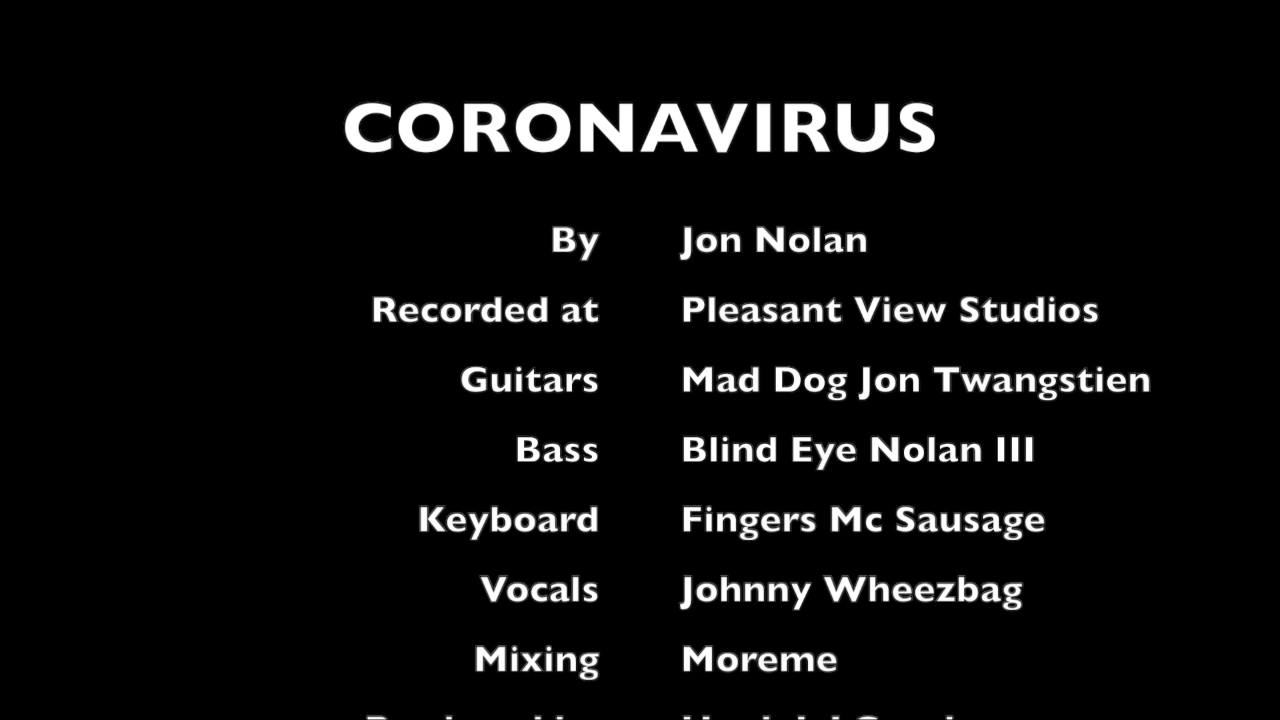 CORONAVIRUS
By Jon Nolan
Recorded at Pleasant View Studios
Guitars Mad Dog Jon Twangstien
Bass Blind Eye Nolan III
Keyboard Fingers Mc Sausage
Vocals Johnny Wheezbag
Mixing Moreme